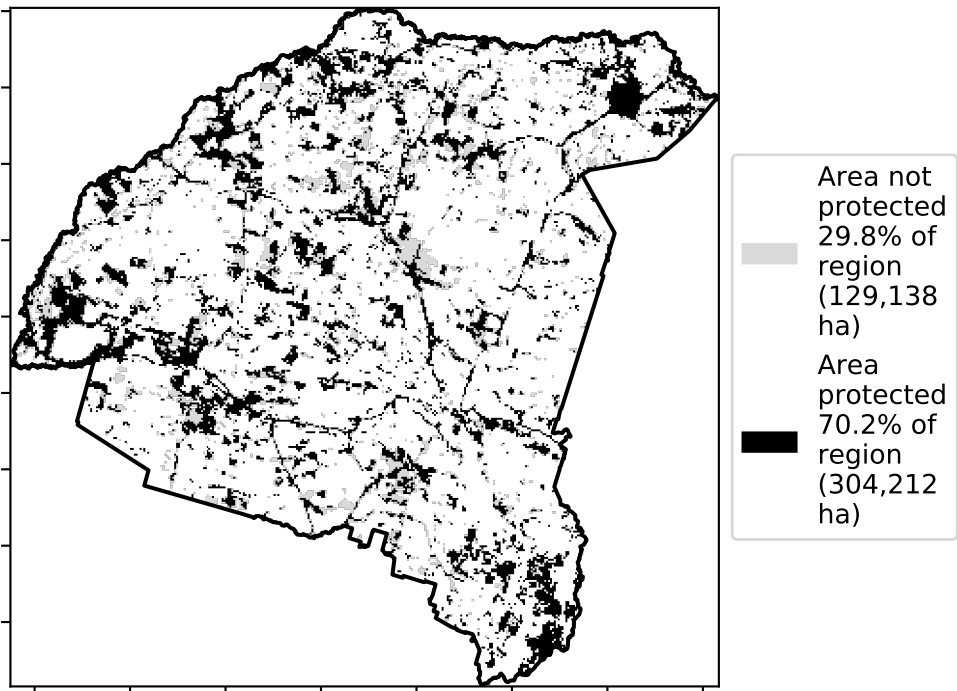 Area not
protected
29.8% of
region
(129,138
ha)
Area
protected
70.2% of
region
(304,212
ha)